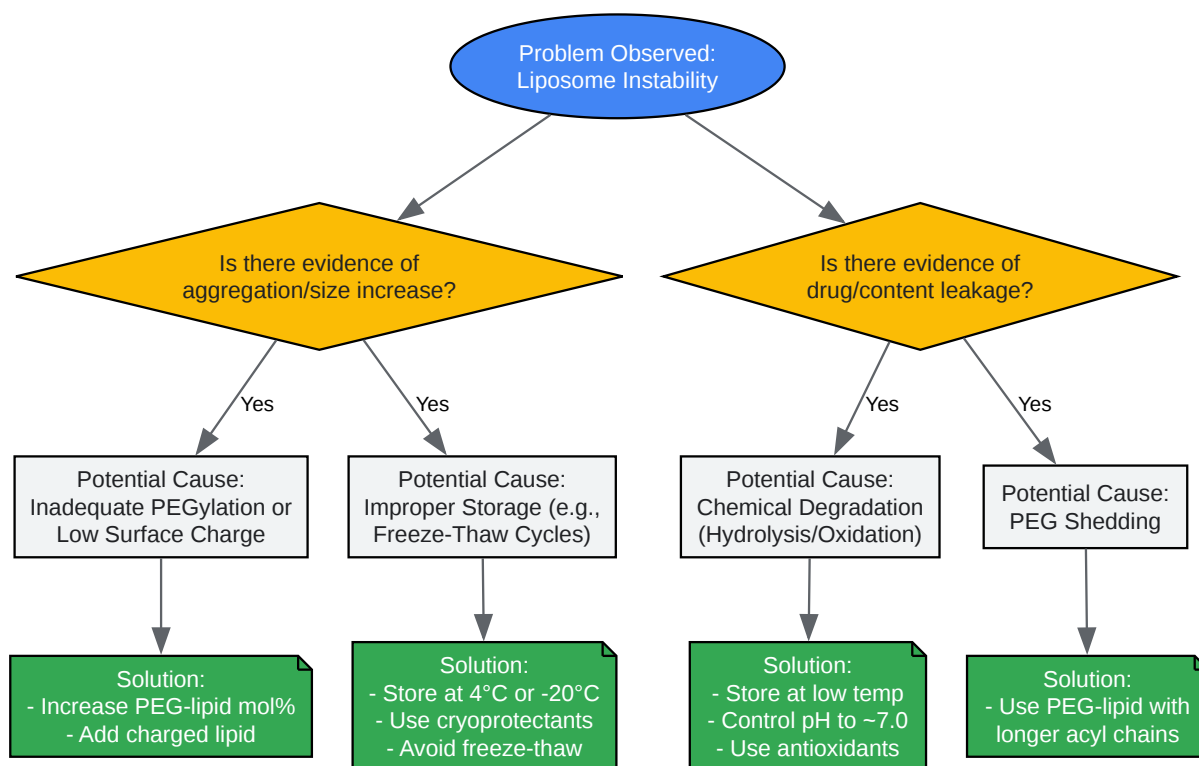 Problem Observed:
Liposome Instability
Is there evidence of
aggregation/size increase?
Is there evidence of
drug/content leakage?
Yes
Yes
Yes
Yes
Potential Cause:
Inadequate PEGylation or
Low Surface Charge
Potential Cause:
Improper Storage (e.g.,
Freeze-Thaw Cycles)
Potential Cause:
Chemical Degradation
(Hydrolysis/Oxidation)
Potential Cause:
PEG Shedding
Solution:
- Increase PEG-lipid mol%
- Add charged lipid
Solution:
- Store at 4°C or -20°C
- Use cryoprotectants
- Avoid freeze-thaw
Solution:
- Store at low temp
- Control pH to ~7.0
- Use antioxidants
Solution:
- Use PEG-lipid with
longer acyl chains